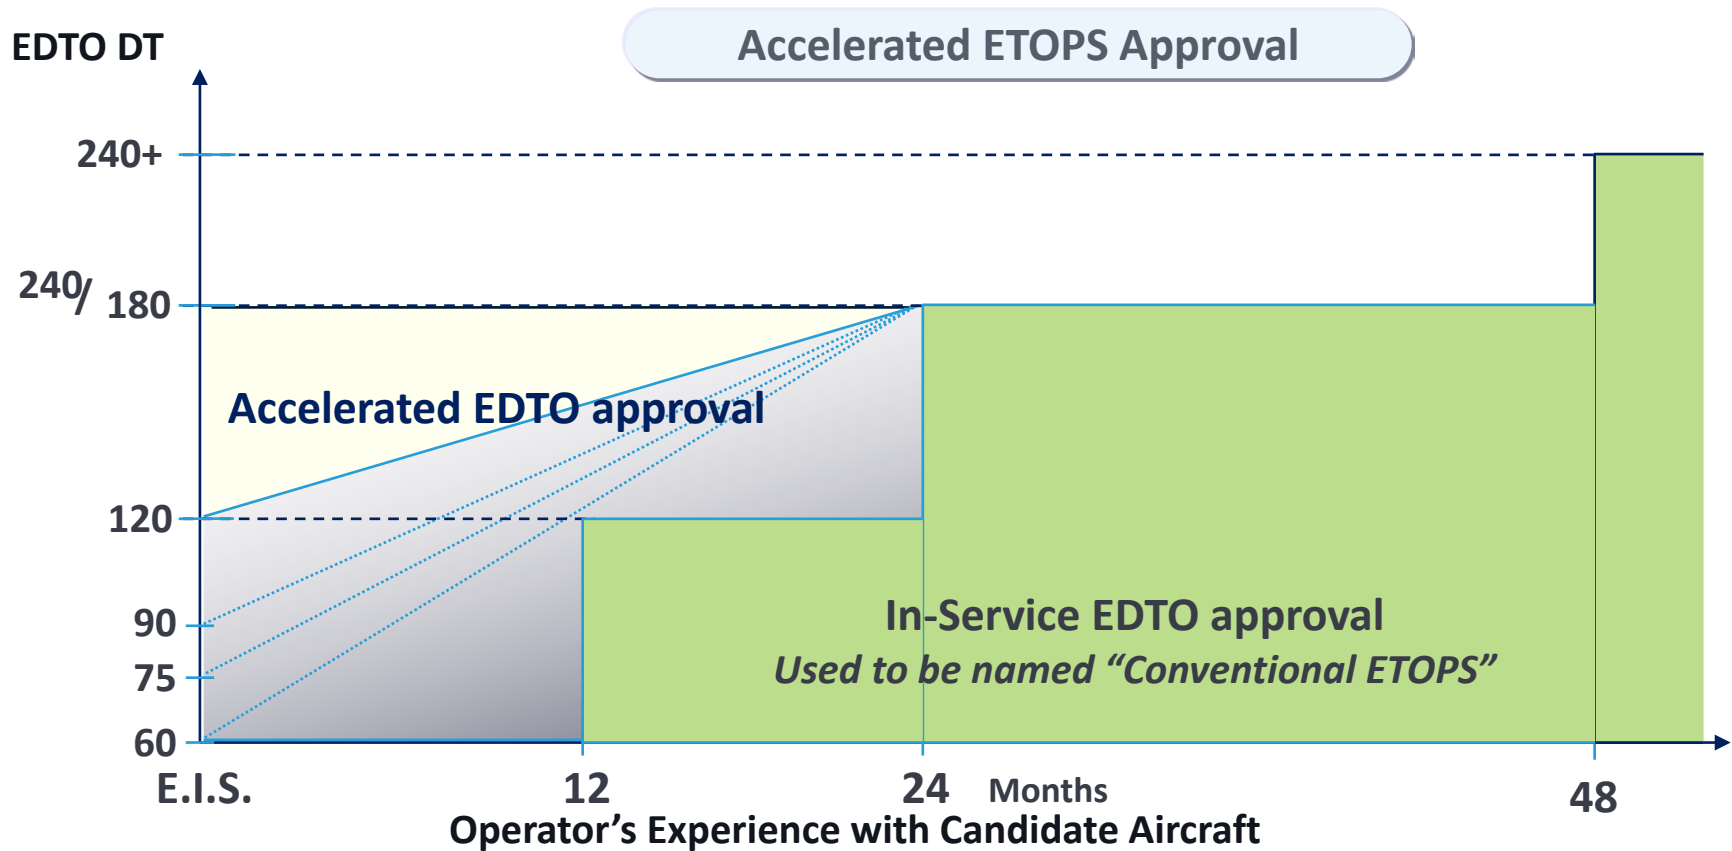 Accelerated ETOPS Approval
EDTO DT
240+
240/ 180
Accelerated EDTO approval
120
90
75
60
In-Service EDTO approval
Used to be named “Conventional ETOPS”
E.I.S. 12 24 Months 48
Operator’s Experience with Candidate Aircraft